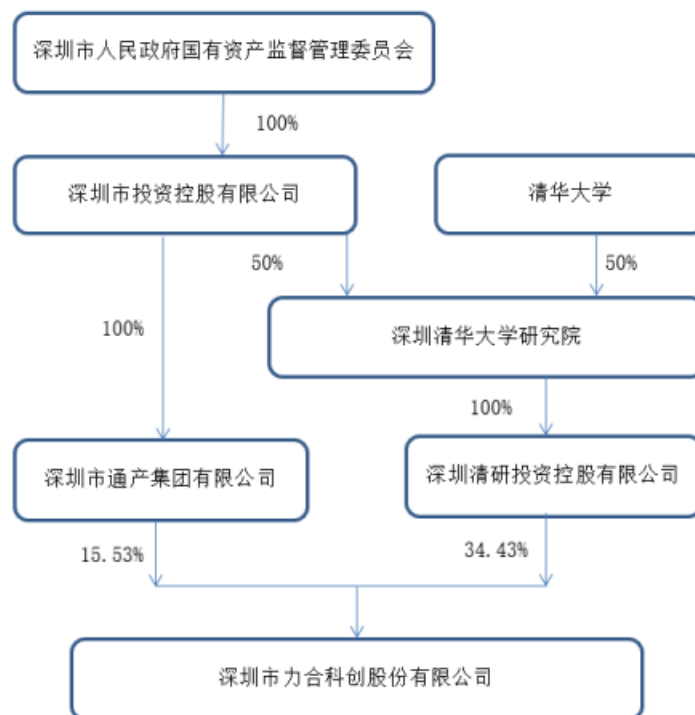 深圳市人民政府国有资产监督管理委员会
100%
深圳市投资控股有限公司
清华大学
50%
50%
深圳清华大学研究院
100%
100%
深圳市通产集团有限公司
深圳清研投资控股有限公司
15.53%
34.43%
深圳市力合科创股份有限公司